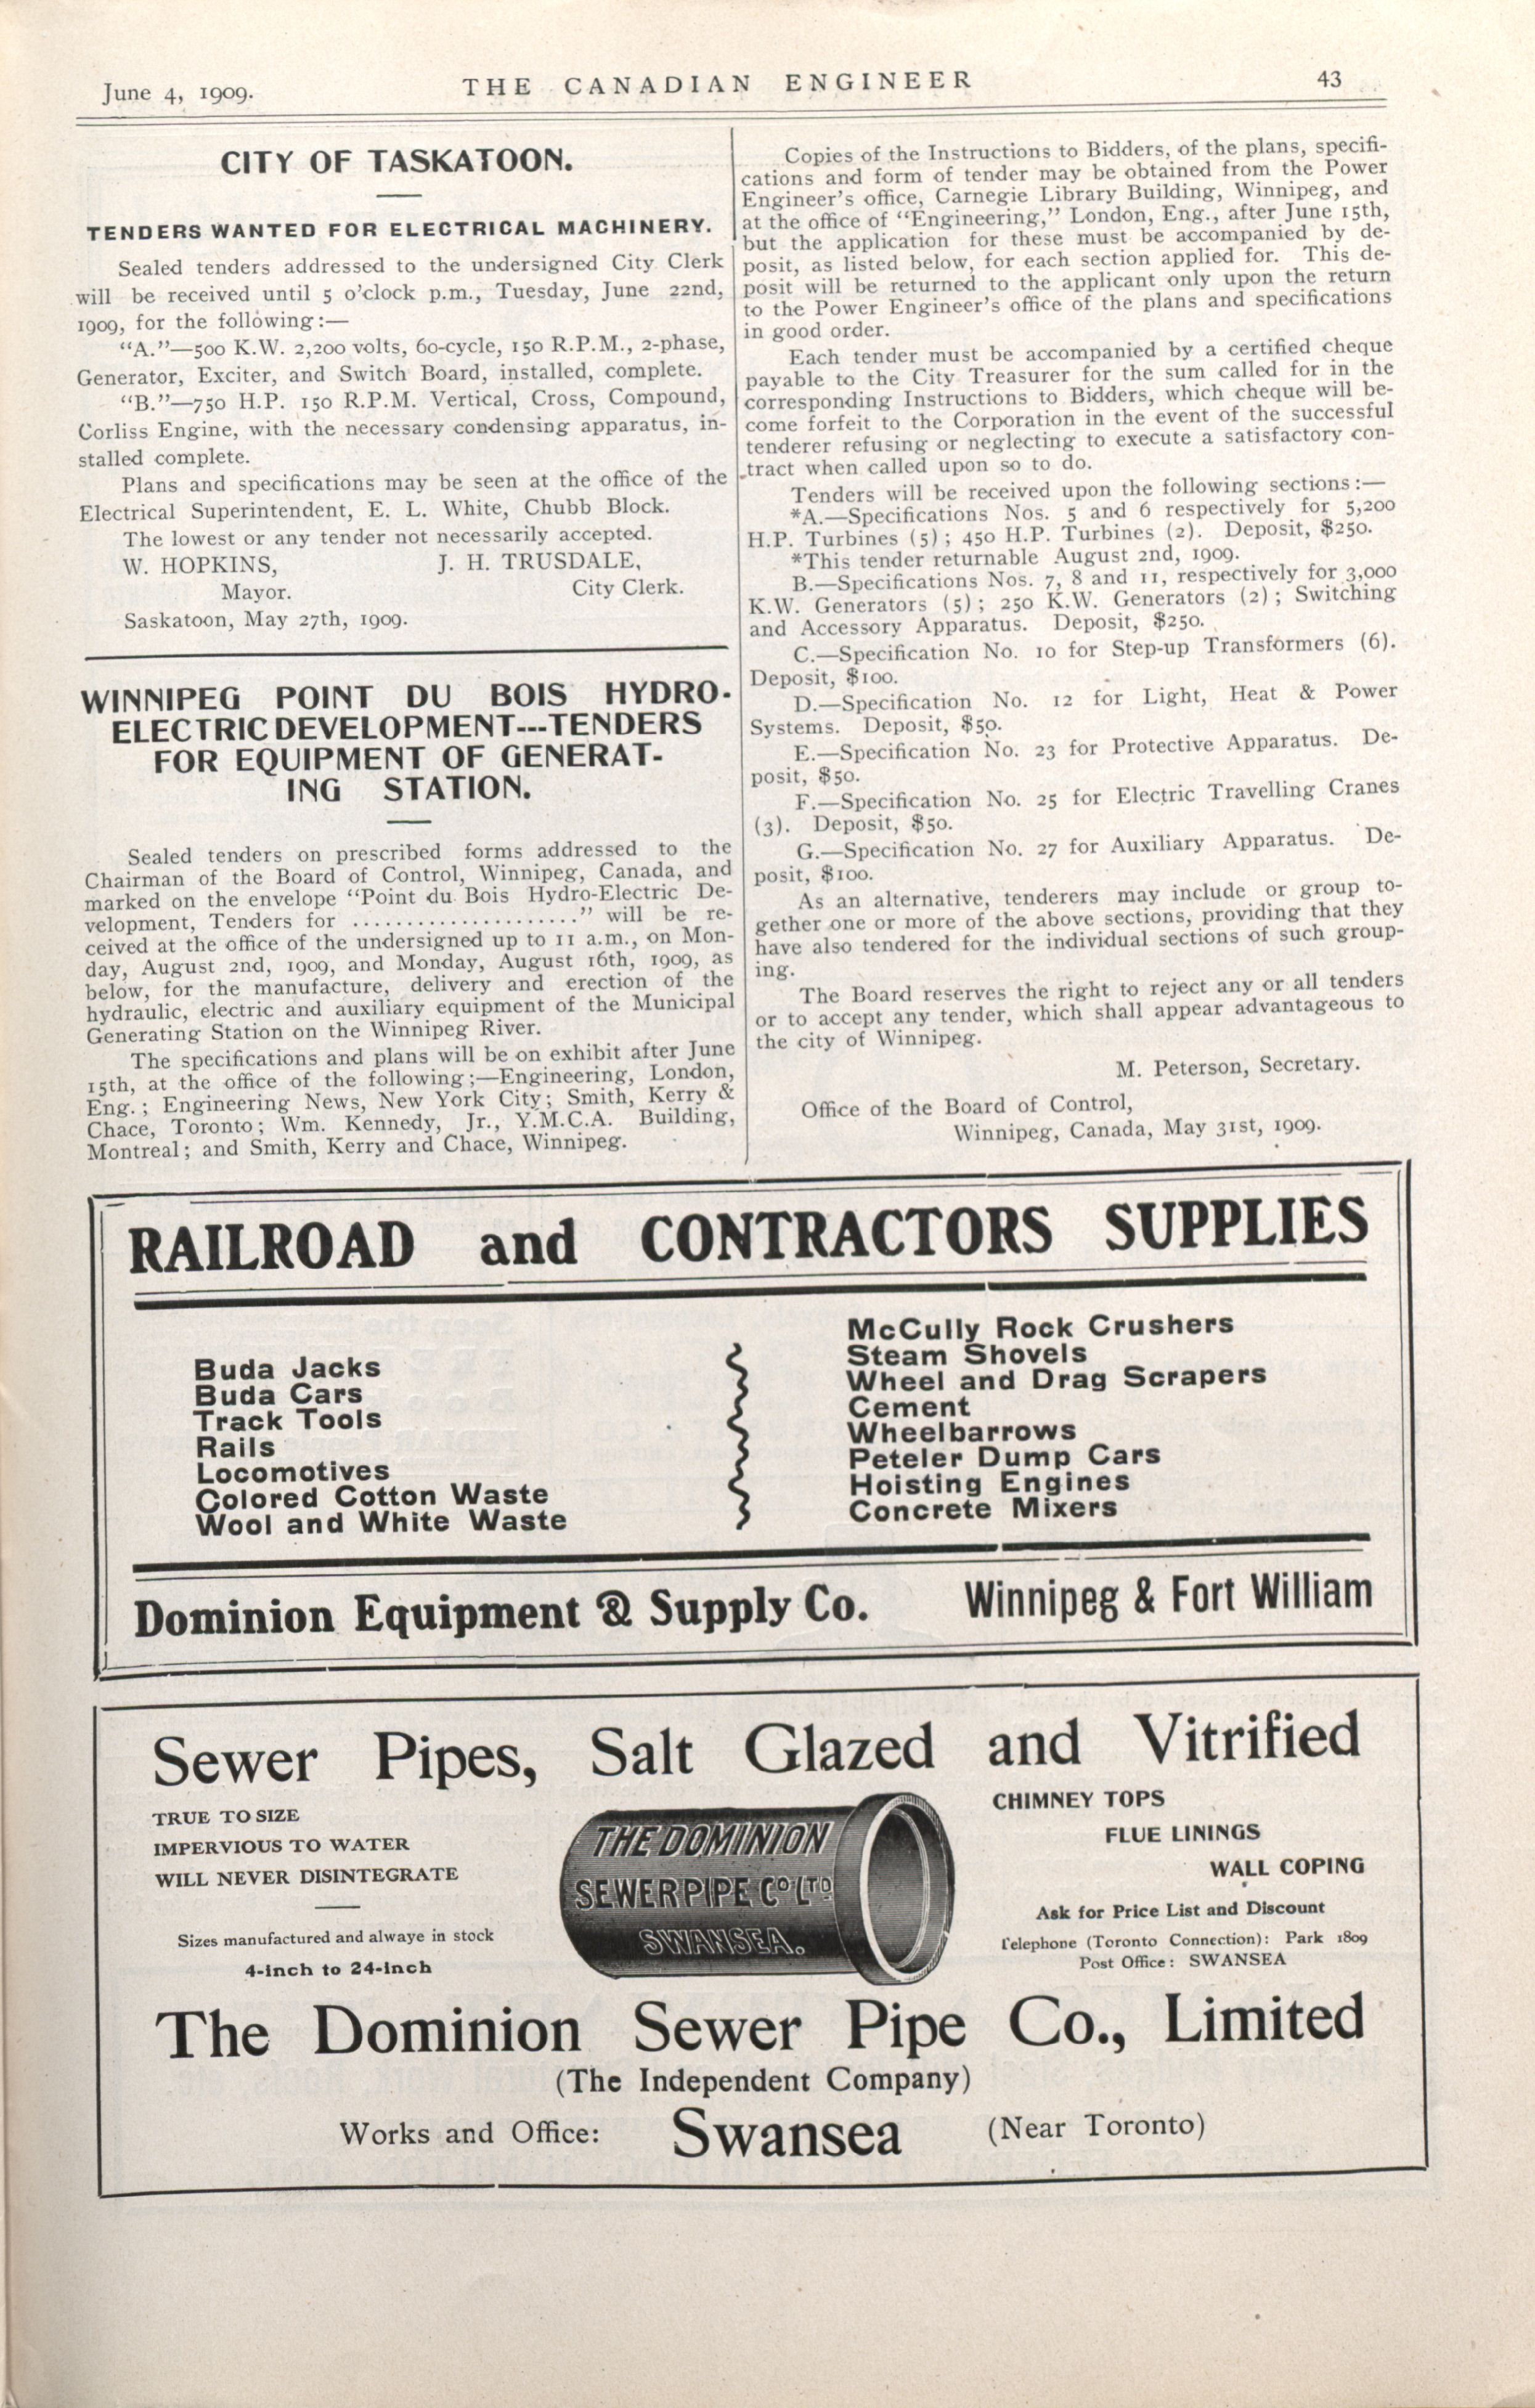 June 4, 1909.
THE CANADIAN ENGINEER
43
CITY OF TASKATOON.
TENDERS WANTED FOR ELECTRICAL MACHINERY.
Sealed tenders addressed to the undersigned City Clerk
will be received until 5 o'clock p.m., Tuesday, June 22nd,
1909, for the following:—
"A."—500 K.W. 2,200 volts, 60-cycle, 150 R.P.M., 2-phase,
Generator, Exciter, and Switch Board, installed, complete.
"B."—750 H.P. 150 R.P.M. Vertical, Cross, Compound,
Corliss Engine, with the necessary condensing apparatus, in-
stalled complete.
Plans and specifications may be seen at the office of the
Electrical Superintendent, E. L. White, Chubb Block.
The lowest or any tender not necessarily accepted.
W. HOPKINS, J. H. TRUSDALE,
Mayor. City Clerk.
Saskatoon, May 27th, 1909.
WINNIPEG POINT DU BOIS HYDRO-
ELECTRIC DEVELOPMENT---TENDERS
FOR EQUIPMENT OF GENERAT-
ING STATION.
Sealed tenders on prescribed forms addressed to the
Chairman of the Board of Control, Winnipeg, Canada, and
marked on the envelope "Point du Bois Hydro-Electric De-
velopment, Tenders for ....................." will be re-
ceived at the office of the undersigned up to 11 a.m., on Mon-
day, August 2nd, 1909, and Monday, August 16th, 1909, as
below, for the manufacture, delivery and erection of the
hydraulic, electric and auxiliary equipment of the Municipal
Generating Station on the Winnipeg River.
The specifications and plans will be on exhibit after June
15th, at the office of the following;—Engineering, London,
Eng.; Engineering News, New York City; Smith, Kerry &
Chace, Toronto; Wm. Kennedy, Jr., Y.M.C.A. Building,
Montreal; and Smith, Kerry and Chace, Winnipeg.
Copies of the Instructions to Bidders, of the plans, specifi-
cations and form of tender may be obtained from the Power
Engineer's office, Carnegie Library Building, Winnipeg, and
at the office of "Engineering," London, Eng., after June 15th,
but the application for these must be accompanied by de-
posit, as listed below, for each section applied for. This de-
posit will be returned to the applicant only upon the return
to the Power Engineer's office of the plans and specifications
in good order.
Each tender must be accompanied by a certified cheque
payable to the City Treasurer for the sum called for in the
corresponding Instructions to Bidders, which cheque will be-
come forfeit to the Corporation in the event of the successful
tenderer refusing or neglecting to execute a satisfactory con-
tract when called upon so to do.
Tenders will be received upon the following sections:—
*A.—Specifications Nos. 5 and 6 respectively for 5,200
H.P. Turbines (5); 450 H.P. Turbines (2). Deposit, $250.
*This tender returnable August 2nd, 1909.
B.—Specifications Nos. 7, 8 and 11, respectively for 3,000
K.W. Generators (5); 250 K.W. Generators (2); Switching
and Accessory Apparatus. Deposit, $250.
C.—Specification No. 10 for Step-up Transformers (6).
Deposit, $100.
D.—Specification No. 12 for Light, Heat & Power
Systems. Deposit, $50.
E.—Specification No. 23 for Protective Apparatus. De-
posit, $50.
F.—Specification No. 25 for Electric Travelling Cranes
(3). Deposit, $50.
G.—Specification No. 27 for Auxiliary Apparatus. De-
posit, $100.
As an alternative, tenderers may include or group to-
gether one or more of the above sections, providing that they
have also tendered for the individual sections of such group-
ing.
The Board reserves the right to reject any or all tenders
or to accept any tender, which shall appear advantageous to
the city of Winnipeg.
M. Peterson, Secretary.
Office of the Board of Control,
Winnipeg, Canada, May 31st, 1909.
RAILROAD and CONTRACTORS SUPPLIES
Buda Jacks
Buda Cars
Track Tools
Rails
Locomotives
Colored Cotton Waste
Wool and White Waste
McCully Rock Crushers
Steam Shovels
Wheel and Drag Scrapers
Cement
Wheelbarrows
Peteler Dump Cars
Hoisting Engines
Concrete Mixers
Dominion Equipment & Supply Co. Winnipeg & Fort William
Sewer Pipes, Salt Glazed and Vitrified
TRUE TO SIZE
IMPERVIOUS TO WATER
WILL NEVER DISINTEGRATE
Sizes manufactured and alwaye in stock
4-inch to 24-inch
THE DOMINION
SEWER PIPE CO LTD
SWANSEA.
CHIMNEY TOPS
FLUE LININGS
WALL COPING
Ask for Price List and Discount
Telephone (Toronto Connection): Park 1809
Post Office: SWANSEA
The Dominion Sewer Pipe Co., Limited
(The Independent Company)
Works and Office: Swansea (Near Toronto)